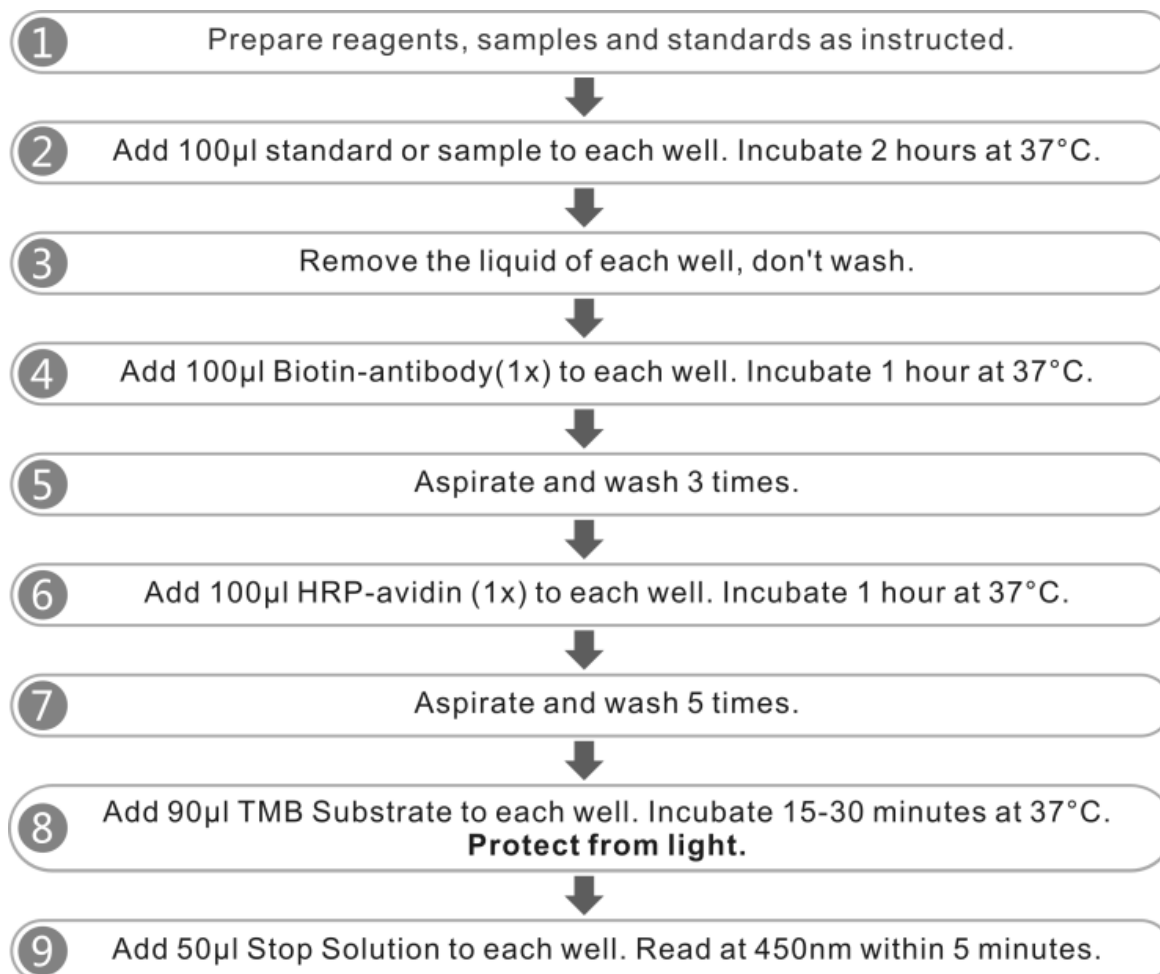 1 Prepare reagents, samples and standards as instructed.
2 Add 100µl standard or sample to each well. Incubate 2 hours at 37°C.
3 Remove the liquid of each well, don't wash.
4 Add 100µl Biotin-antibody(1x) to each well. Incubate 1 hour at 37°C.
5 Aspirate and wash 3 times.
6 Add 100µl HRP-avidin (1x) to each well. Incubate 1 hour at 37°C.
7 Aspirate and wash 5 times.
8 Add 90µl TMB Substrate to each well. Incubate 15-30 minutes at 37°C.
Protect from light.
9 Add 50µl Stop Solution to each well. Read at 450nm within 5 minutes.